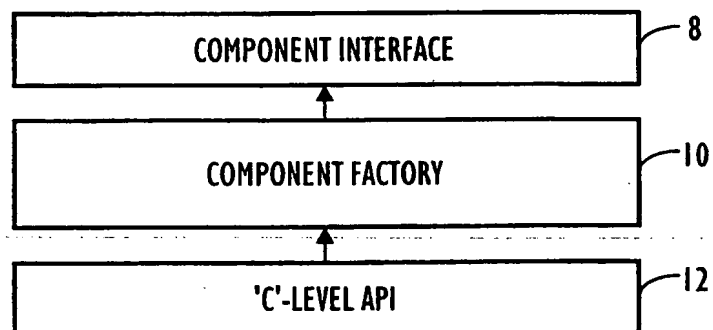 COMPONENT INTERFACE
8
COMPONENT FACTORY
10
'C'-LEVEL API
12